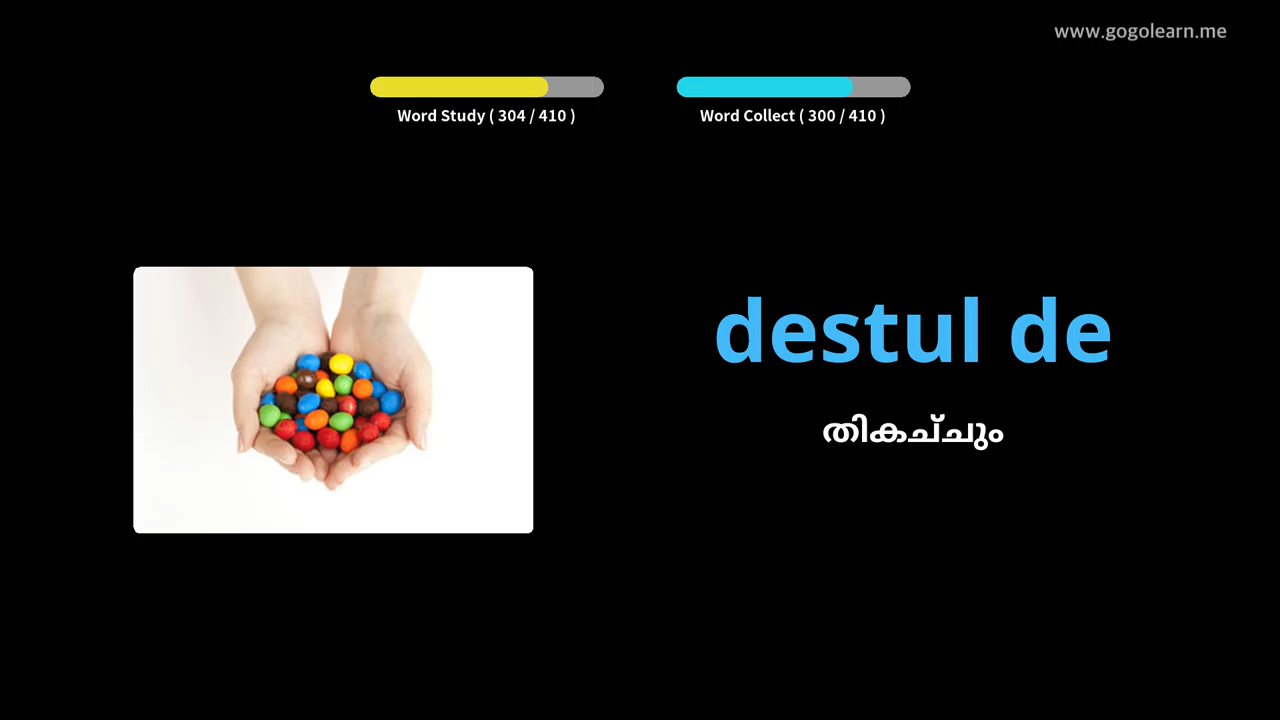 www.gogolearn.me
Word Study ( 304 / 410 )
Word Collect ( 300 / 410 )
destul de
തികച്ചും